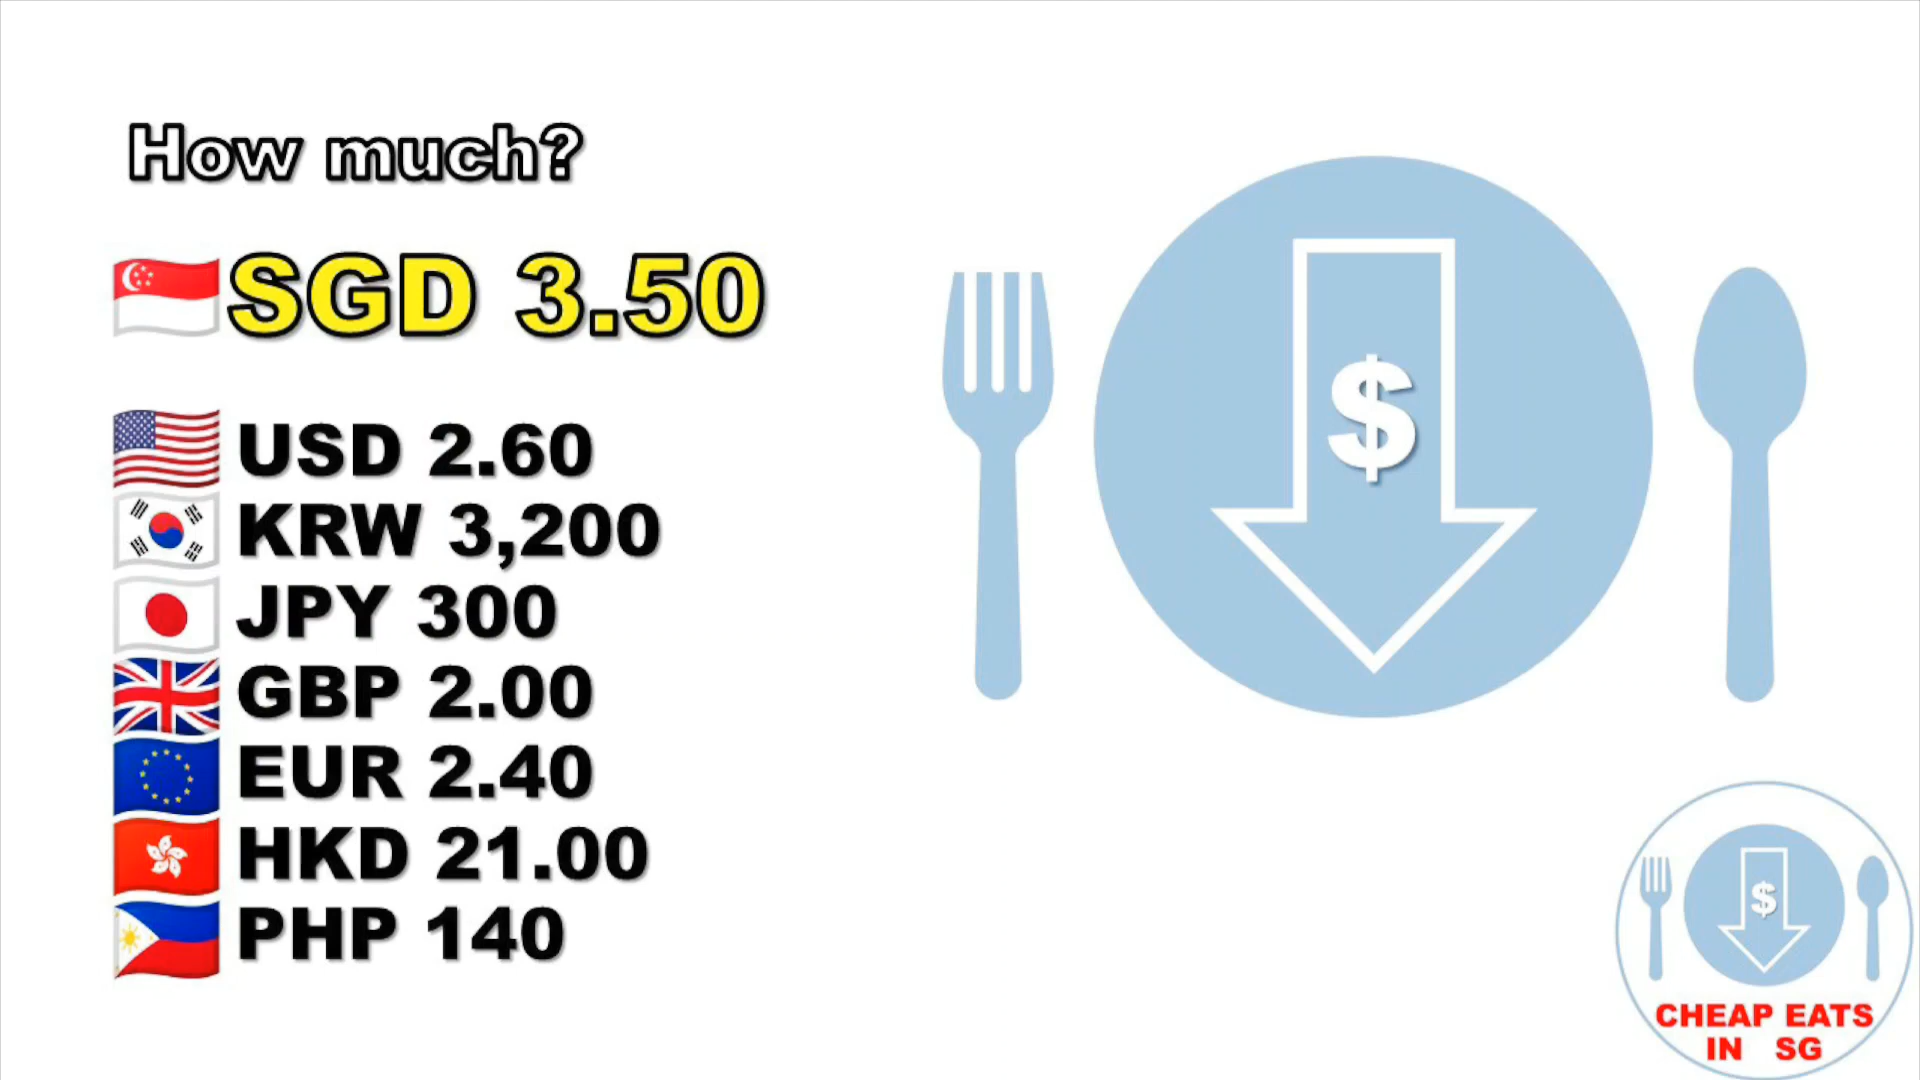 How much?
SGD 3.50
USD 2.60
KRW 3,200
JPY 300
GBP 2.00
EUR 2.40
HKD 21.00
PHP 140
$
$
CHEAP EATS
IN SG